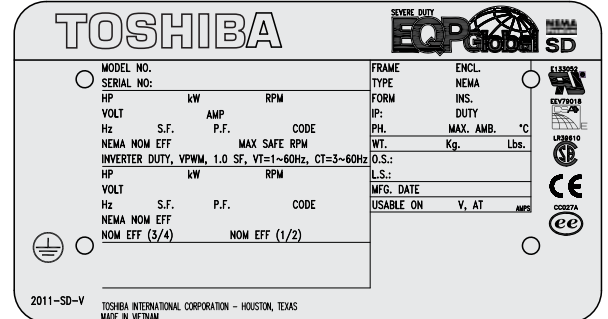 TOSHIBA
SEVERE DUTY
EQP Global
NEMA
SD
MODEL NO.
SERIAL NO:
HP kW RPM
VOLT AMP
Hz S.F. P.F. CODE
NEMA NOM EFF MAX SAFE RPM
INVERTER DUTY, VPWM, 1.0 SF, VT=1~60Hz, CT=3~60Hz
HP kW RPM
VOLT
Hz S.F. P.F. CODE
NEMA NOM EFF
NOM EFF (3/4) NOM EFF (1/2)
FRAME ENCL.
TYPE NEMA
FORM INS.
IP: DUTY
PH. MAX. AMB. °C
WT. Kg. Lbs.
O.S.:
L.S.:
MFG. DATE
USABLE ON V, AT AMPS
E133052
EEV79018
LR39610
CE
CC027A
ee
2011-SD-V
TOSHIBA INTERNATIONAL CORPORATION - HOUSTON, TEXAS
MADE IN VIETNAM